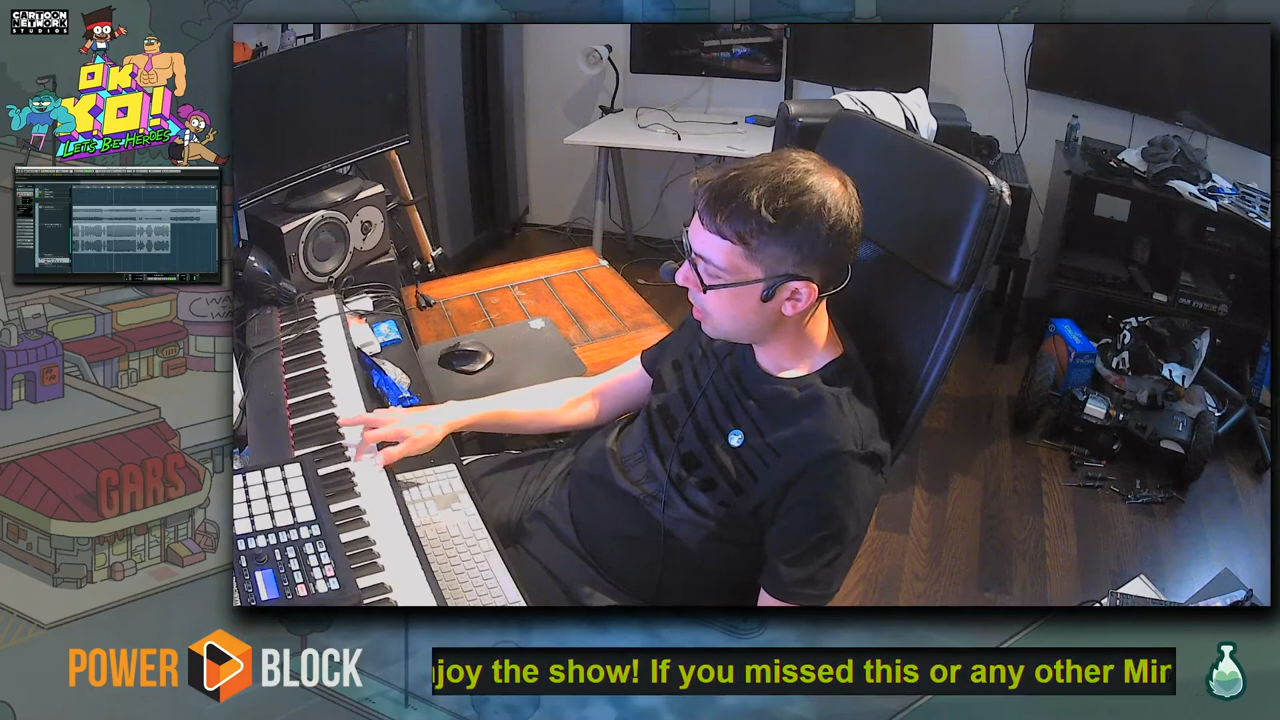 CARTOON
NETWORK
STUDIOS
OK
K.O.!
LET'S BE HEROES
CARS
POWER BLOCK
joy the show! If you missed this or any other Mir